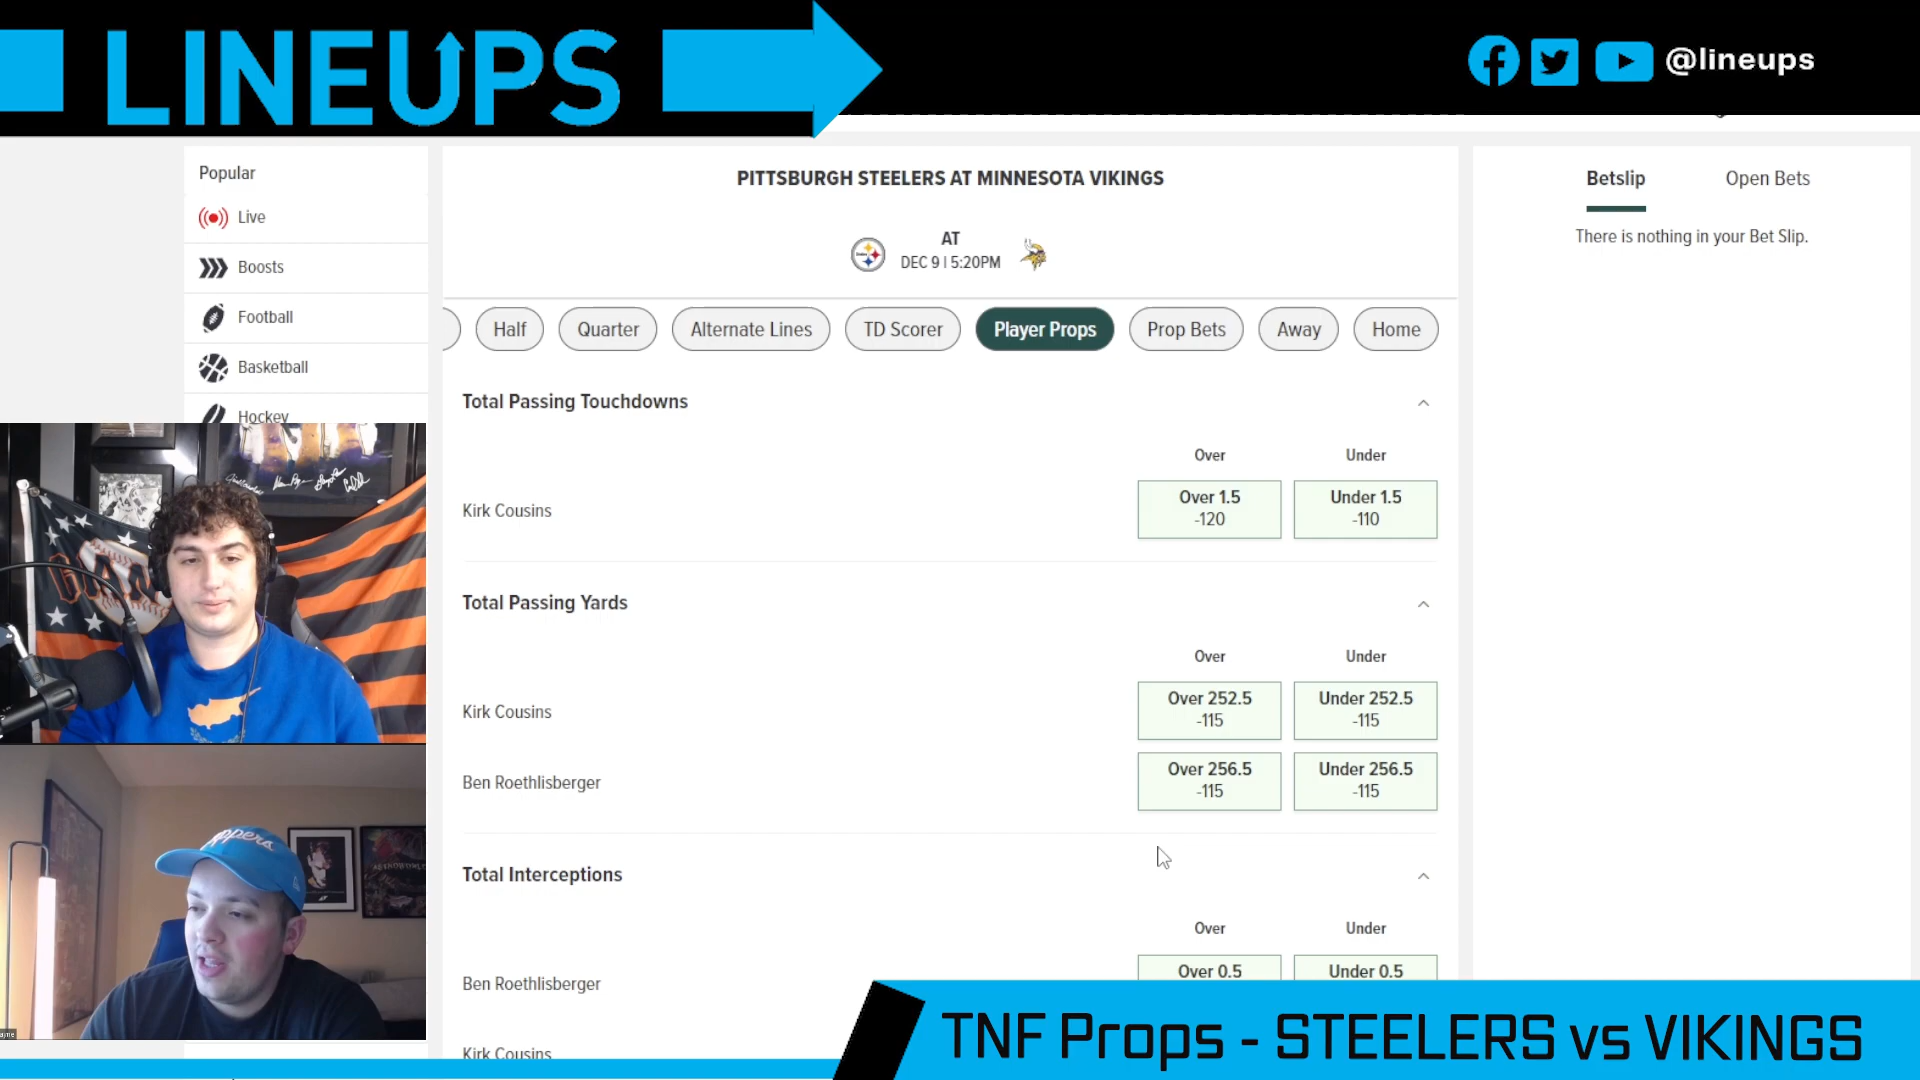 LINEUPS
@lineups
Popular
Live
Boosts
Football
Basketball
Hockey
PITTSBURGH STEELERS AT MINNESOTA VIKINGS
AT
DEC 9 | 5:20PM
Half
Quarter
Alternate Lines
TD Scorer
Player Props
Prop Bets
Away
Home
Total Passing Touchdowns
Over Under
Kirk Cousins
Over 1.5 Under 1.5
-120 -110
Total Passing Yards
Over Under
Kirk Cousins
Over 252.5 Under 252.5
-115 -115
Ben Roethlisberger
Over 256.5 Under 256.5
-115 -115
Total Interceptions
Over Under
Ben Roethlisberger
Over 0.5 Under 0.5
Kirk Cousins
Betslip
Open Bets
There is nothing in your Bet Slip.
TNF Props - STEELERS vs VIKINGS